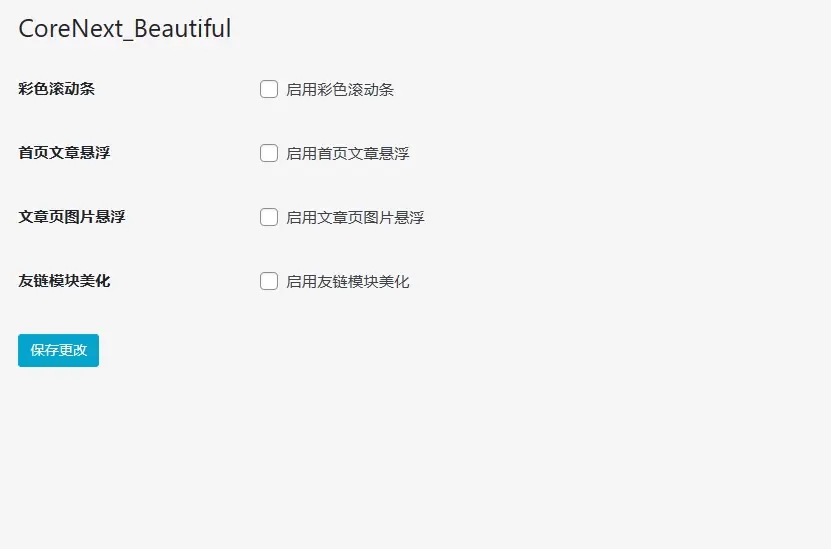 CoreNext_Beautiful
彩色滚动条 启用彩色滚动条
首页文章悬浮 启用首页文章悬浮
文章页图片悬浮 启用文章页图片悬浮
友链模块美化 启用友链模块美化
保存更改